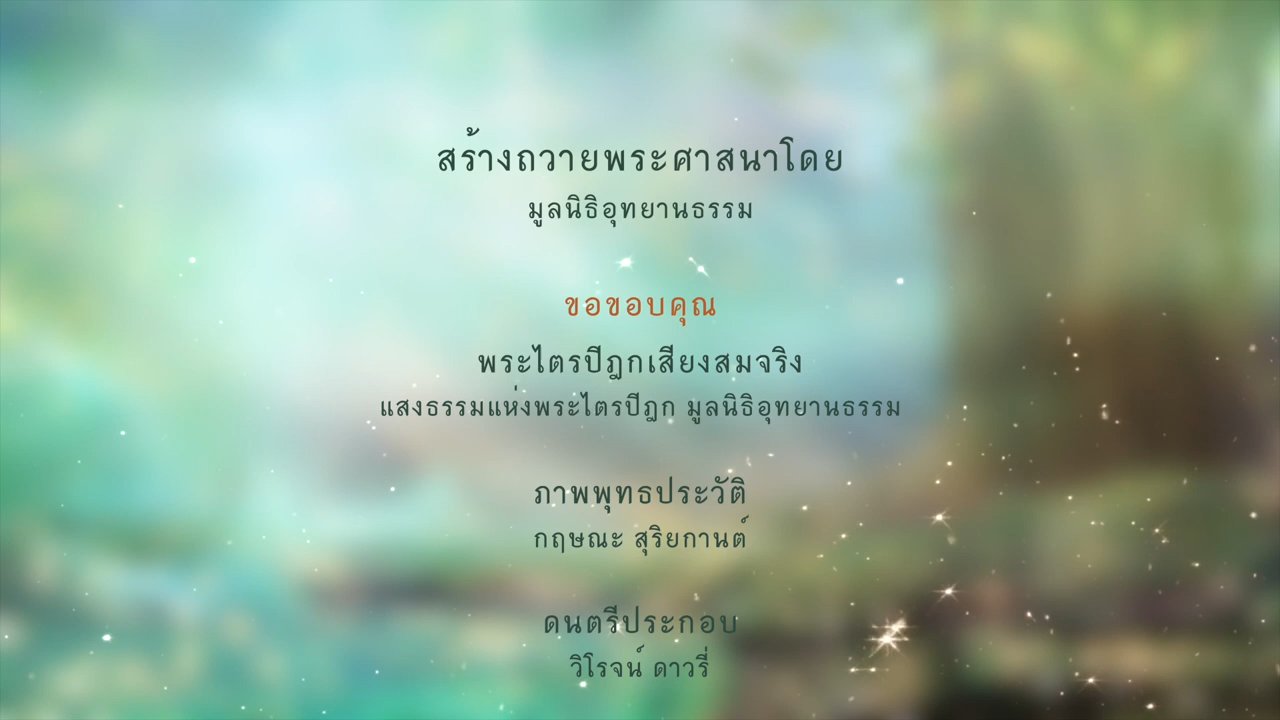 สร้างถวายพระศาสนาโดย
มูลนิธิอุทยานธรรม
ขอขอบคุณ
พระไตรปีฎกเสียงสมจริง
แสงธรรมแห่งพระไตรปีฎก มูลนิธิอุทยานธรรม
ภาพพุทธประวัติ
กฤษณะ สุริยกานต์
ดนตรีประกอบ
วิโรจน์ ดาวรี่